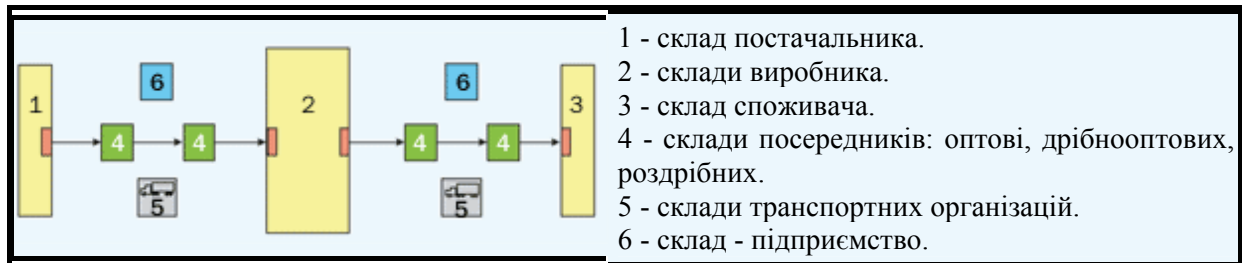 1 - склад постачальника.
2 - склади виробника.
3 - склад споживача.
4 - склади посередників: оптові, дрібнооптових,
роздрібних.
5 - склади транспортних організацій.
6 - склад - підприємство.
6 6
1 2 3
4 4 4 4
5 5